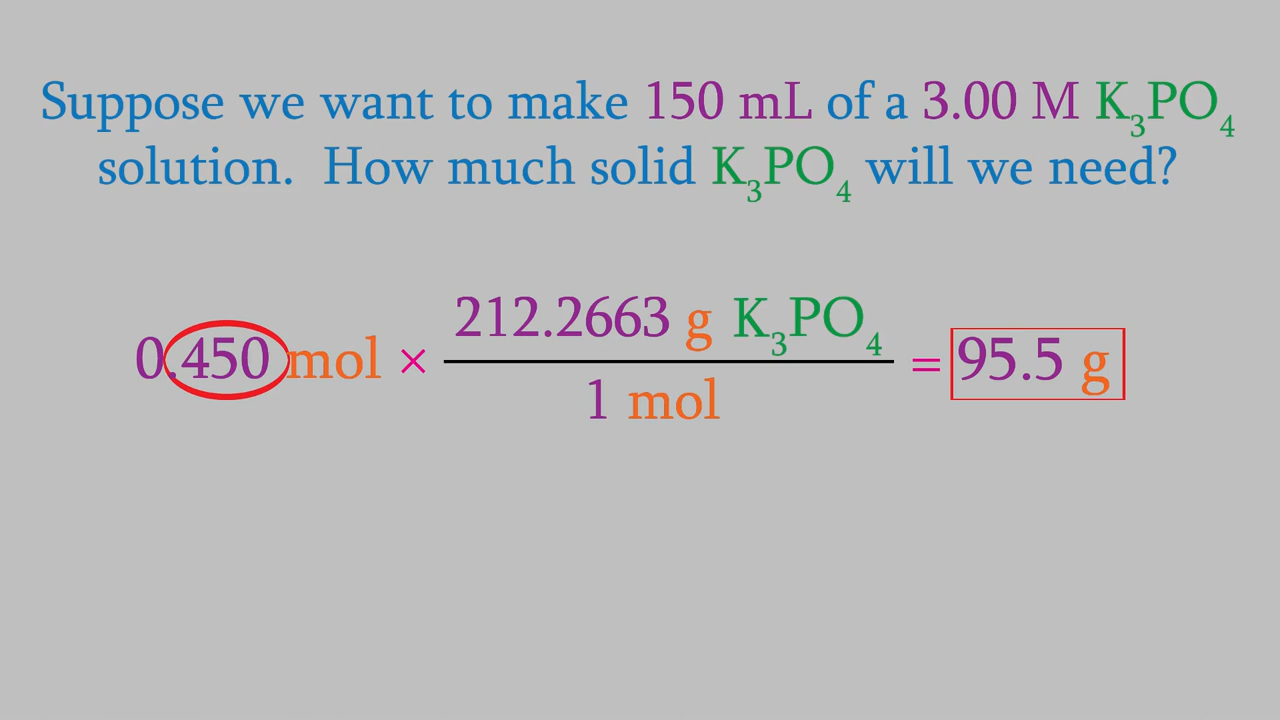 Suppose we want to make 150 mL of a 3.00 M K₃PO₄
solution. How much solid K₃PO₄ will we need?
212.2663 g K₃PO₄
0.450 mol × = 95.5 g
1 mol